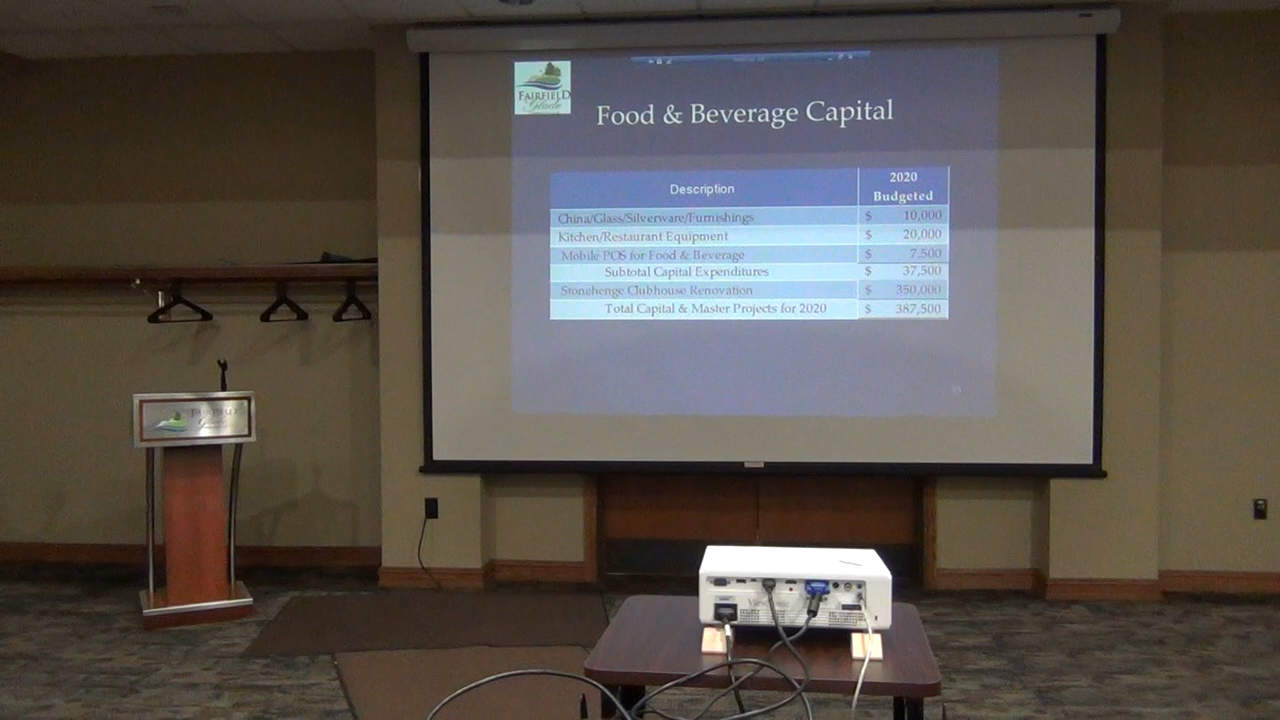 FAIRFIELD
Glade
Food & Beverage Capital
Description 2020 Budgeted
China/Glass/Silverware/Furnishings $ 10,000
Kitchen/Restaurant Equipment $ 20,000
Mobile POS for Food & Beverage $ 7,500
Subtotal Capital Expenditures $ 37,500
Stonehenge Clubhouse Renovation $ 350,000
Total Capital & Master Projects for 2020 $ 387,500
FAIRFIELD
Glade